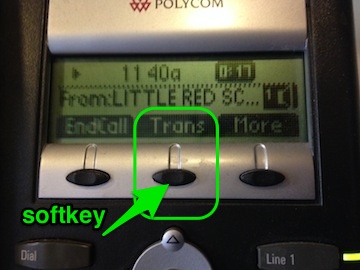 POLYCOM
11 40a 0:17
From:LITTLE RED SC...
EndCall Trans More
softkey
Dial
Line 1